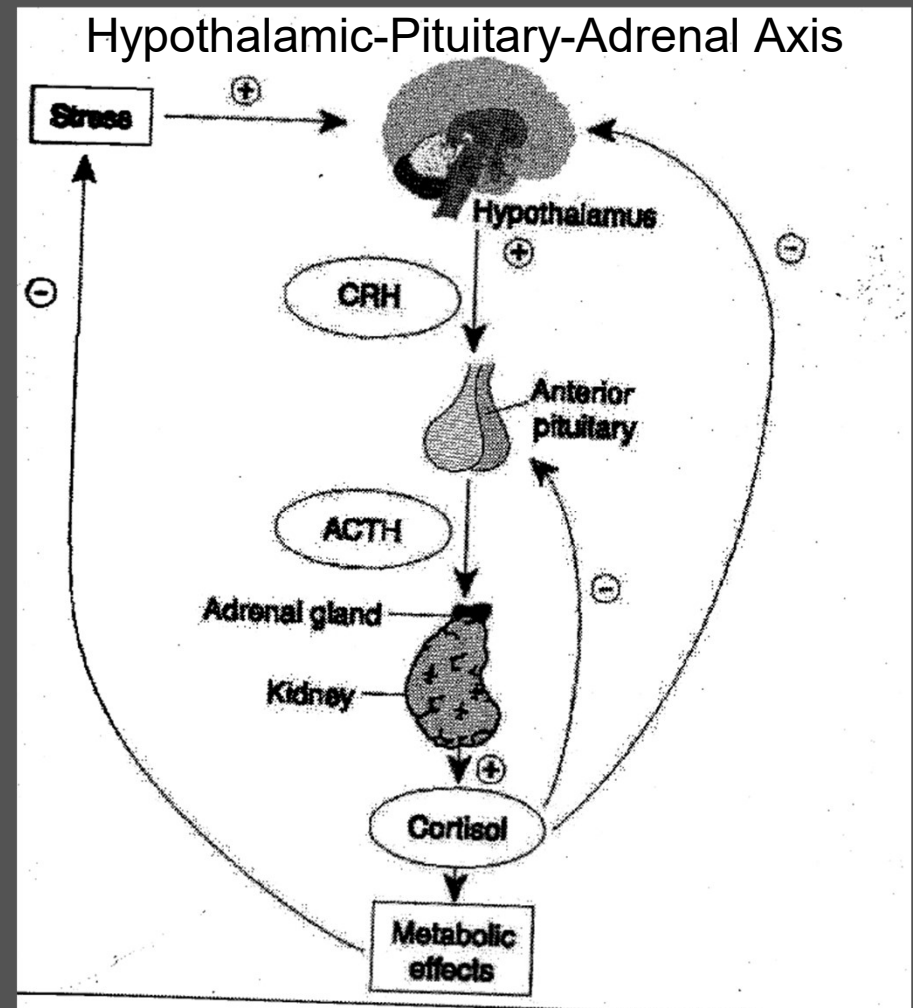 Hypothalamic-Pituitary-Adrenal Axis
Stress
+
Hypothalamus
+
-
-
CRH
Anterior
pituitary
ACTH
-
Adrenal gland
Kidney
+
Cortisol
Metabolic
effects